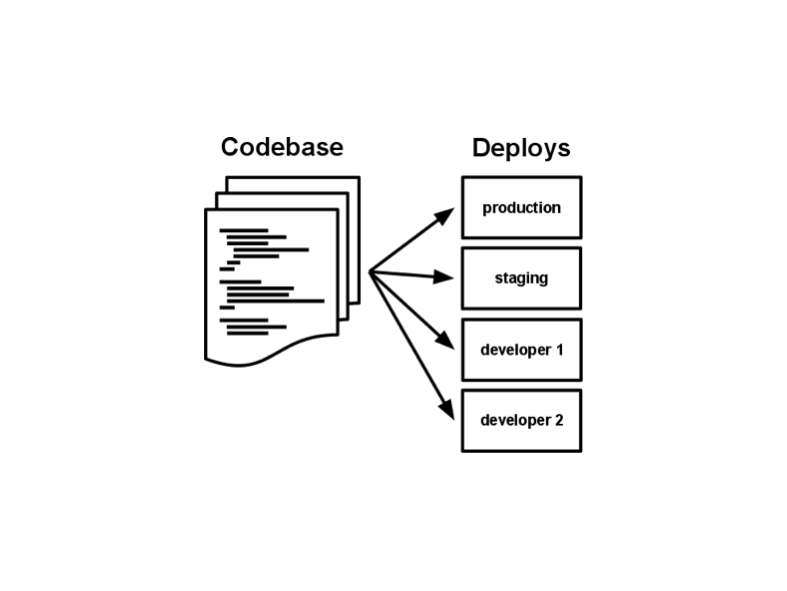 Codebase
Deploys
production
staging
developer 1
developer 2